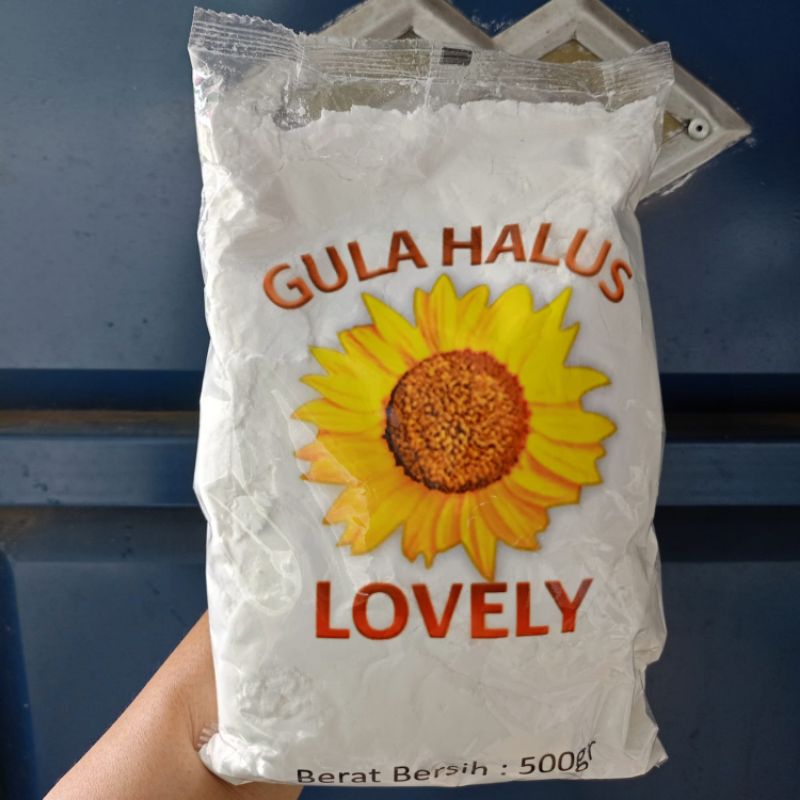 GULA HALUS
LOVELY
Berat Bersih : 500gr